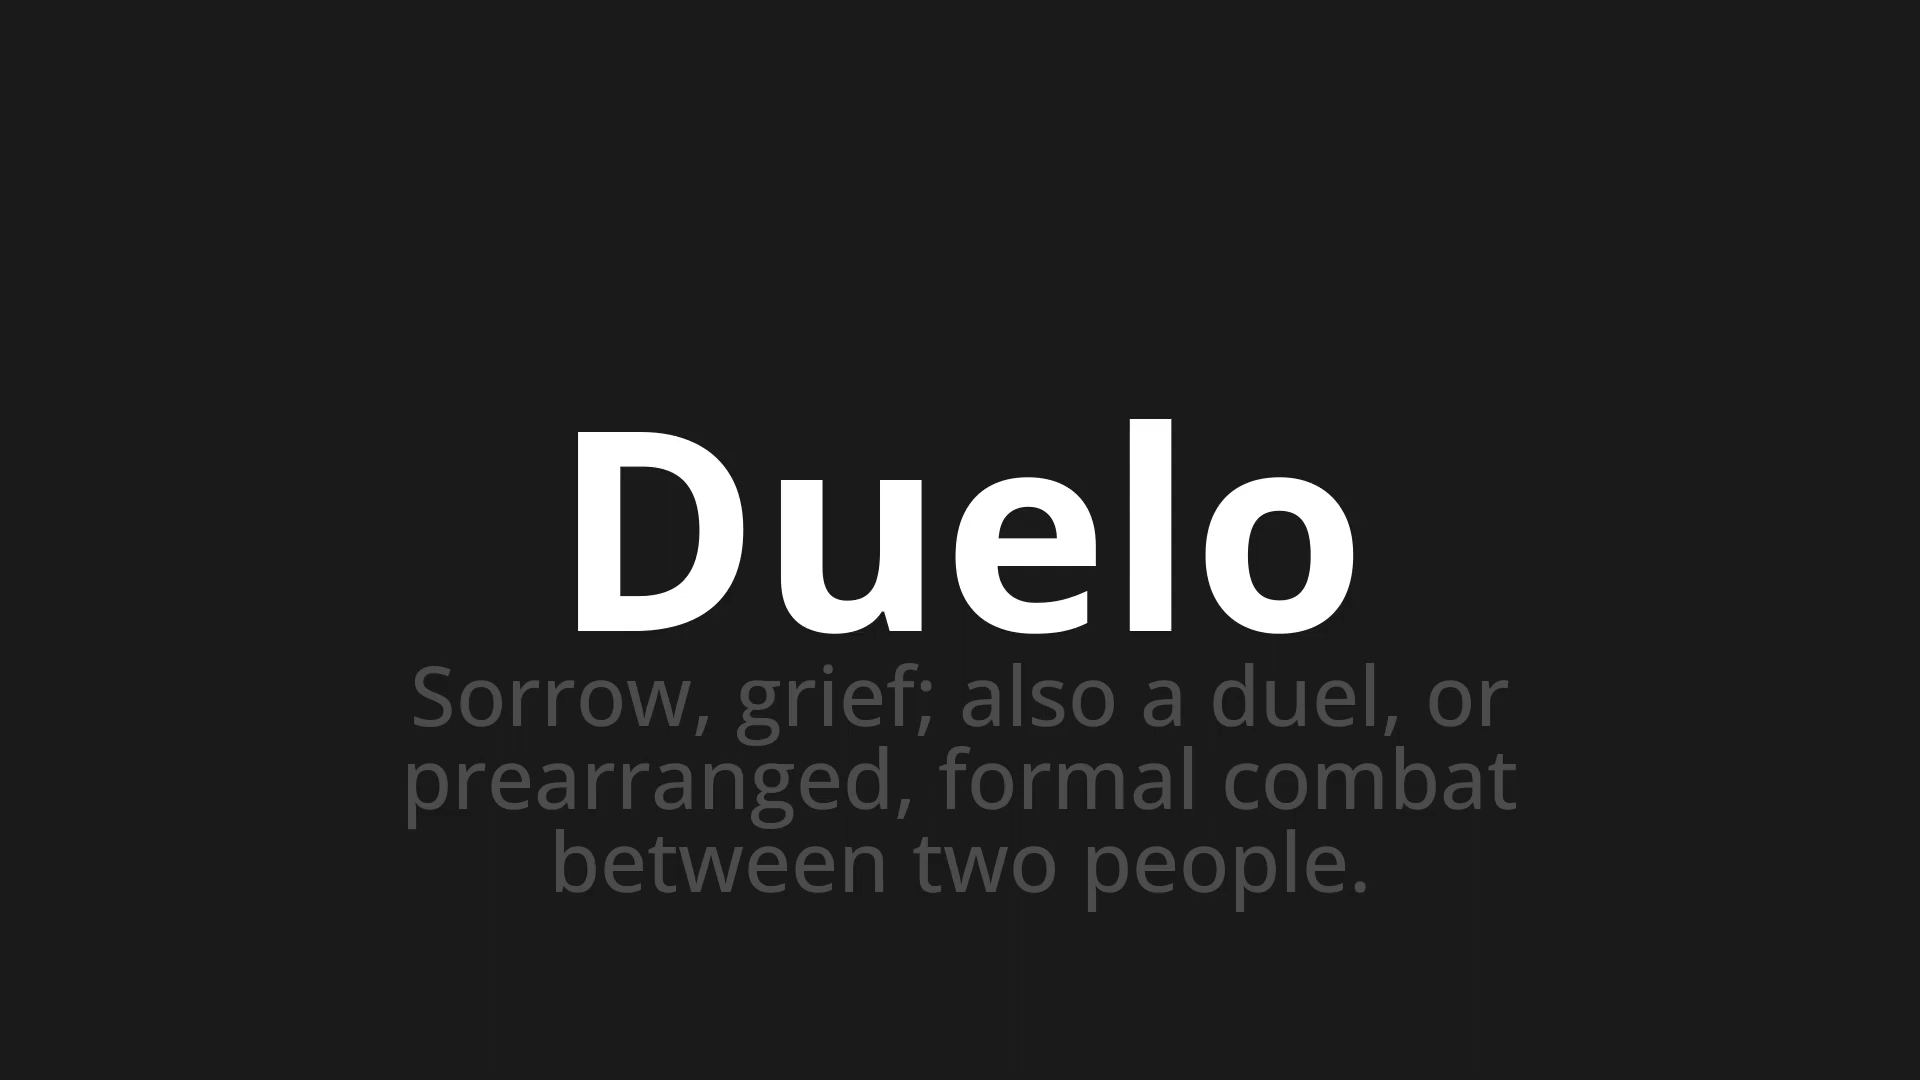 Duelo
Sorrow, grief; also a duel, or
prearranged, formal combat
between two people.